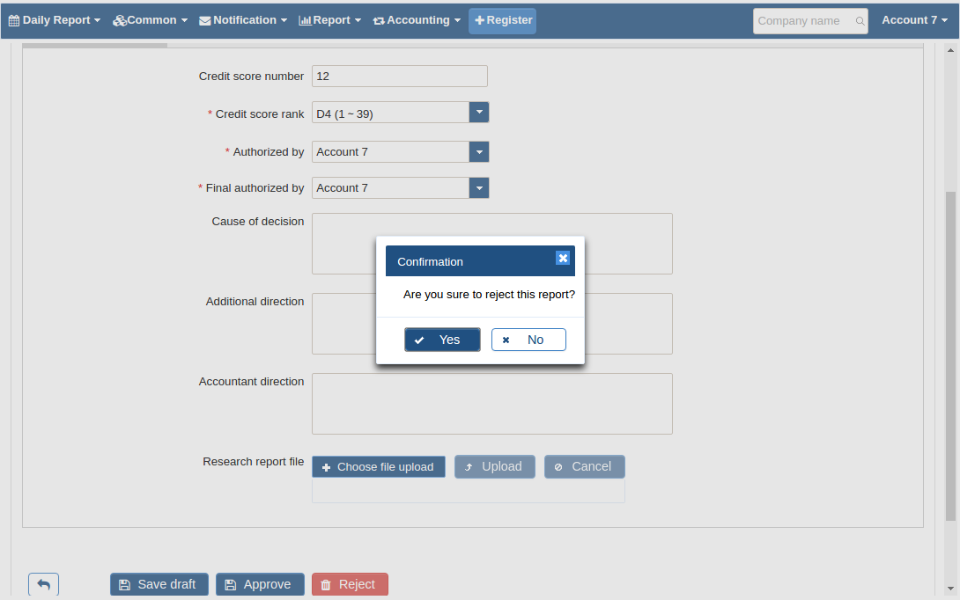 Daily Report Common Notification Report Accounting Register Company name Account 7
Credit score number 12
* Credit score rank D4 (1 ~ 39)
* Authorized by Account 7
* Final authorized by Account 7
Cause of decision
Confirmation
Are you sure to reject this report?
Yes No
Additional direction
Accountant direction
Research report file Choose file upload Upload Cancel
Save draft Approve Reject